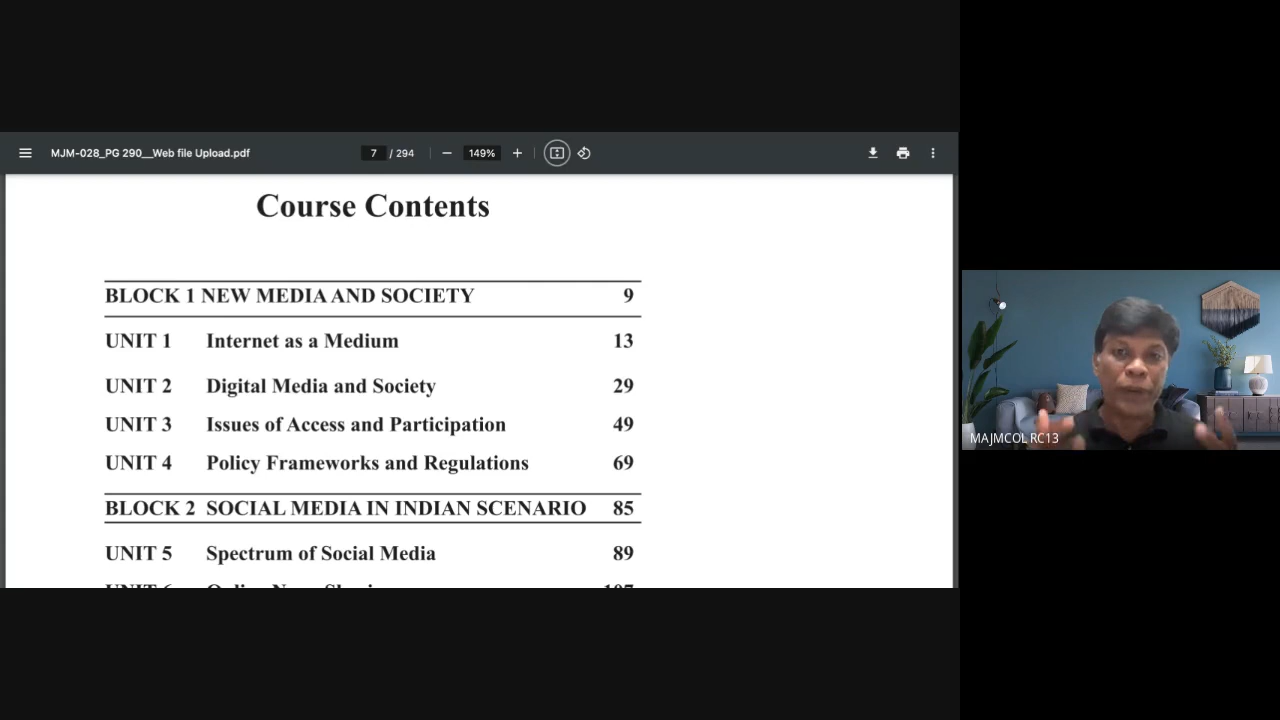 MJM-028_PG 290__Web file Upload.pdf
7 / 294
149%
Course Contents
BLOCK 1 NEW MEDIA AND SOCIETY 9
UNIT 1 Internet as a Medium 13
UNIT 2 Digital Media and Society 29
UNIT 3 Issues of Access and Participation 49
UNIT 4 Policy Frameworks and Regulations 69
BLOCK 2 SOCIAL MEDIA IN INDIAN SCENARIO 85
UNIT 5 Spectrum of Social Media 89
MAJMCOL RC13